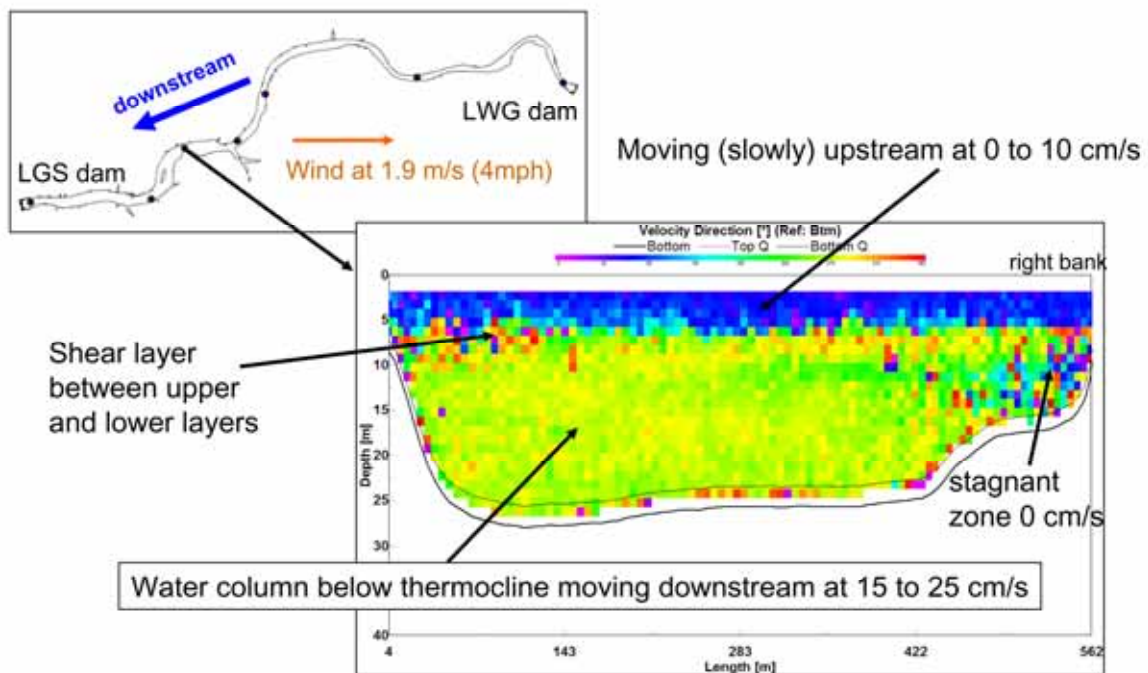 downstream
LWG dam
LGS dam
Wind at 1.9 m/s (4mph)
Moving (slowly) upstream at 0 to 10 cm/s
Velocity Direction [°] (Ref: Btm)
Bottom Top Q Bottom Q
right bank
Shear layer
between upper
and lower layers
stagnant
zone 0 cm/s
Water column below thermocline moving downstream at 15 to 25 cm/s
Depth [m]
0
5
10
15
20
25
30
40
4 143 283 422 562
Length [m]